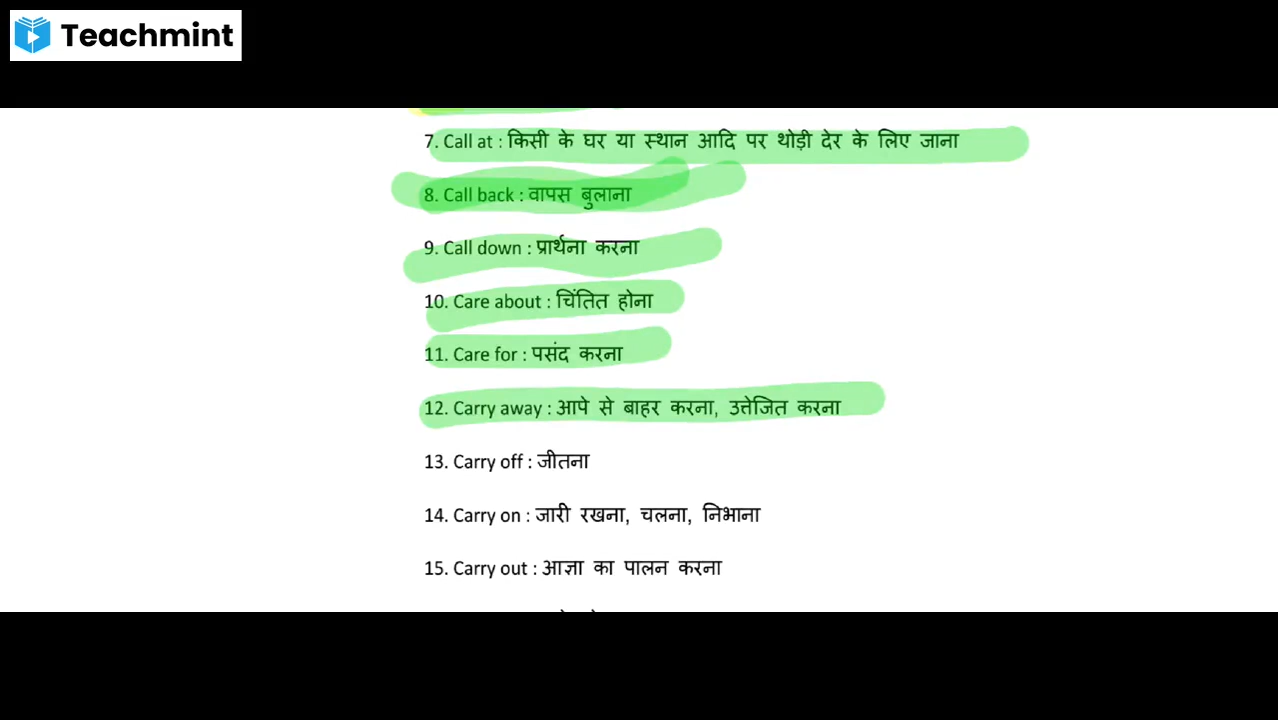 Teachmint
7. Call at : किसी के घर या स्थान आदि पर थोड़ी देर के लिए जाना
8. Call back : वापस बुलाना
9. Call down : प्रार्थना करना
10. Care about : चिंतित होना
11. Care for : पसंद करना
12. Carry away : आपे से बाहर करना, उत्तेजित करना
13. Carry off : जीतना
14. Carry on : जारी रखना, चलना, निभाना
15. Carry out : आज्ञा का पालन करना